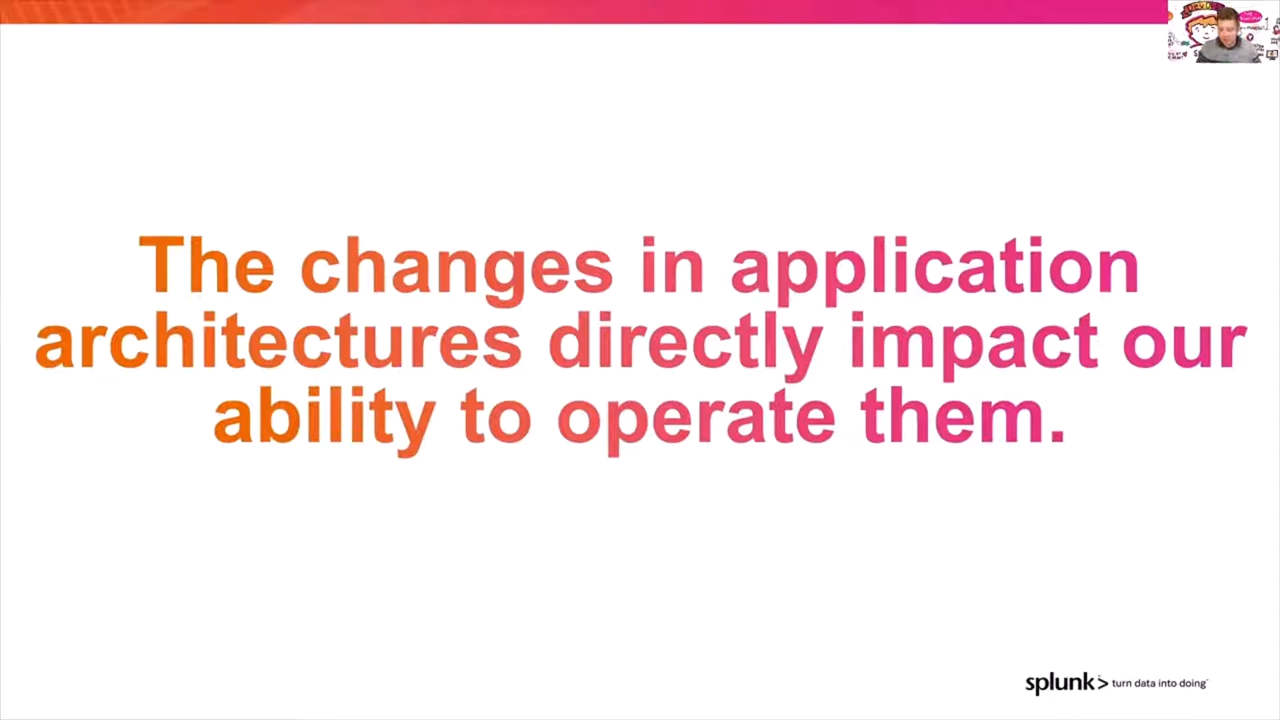 The changes in application
architectures directly impact our
ability to operate them.
splunk> turn data into doing